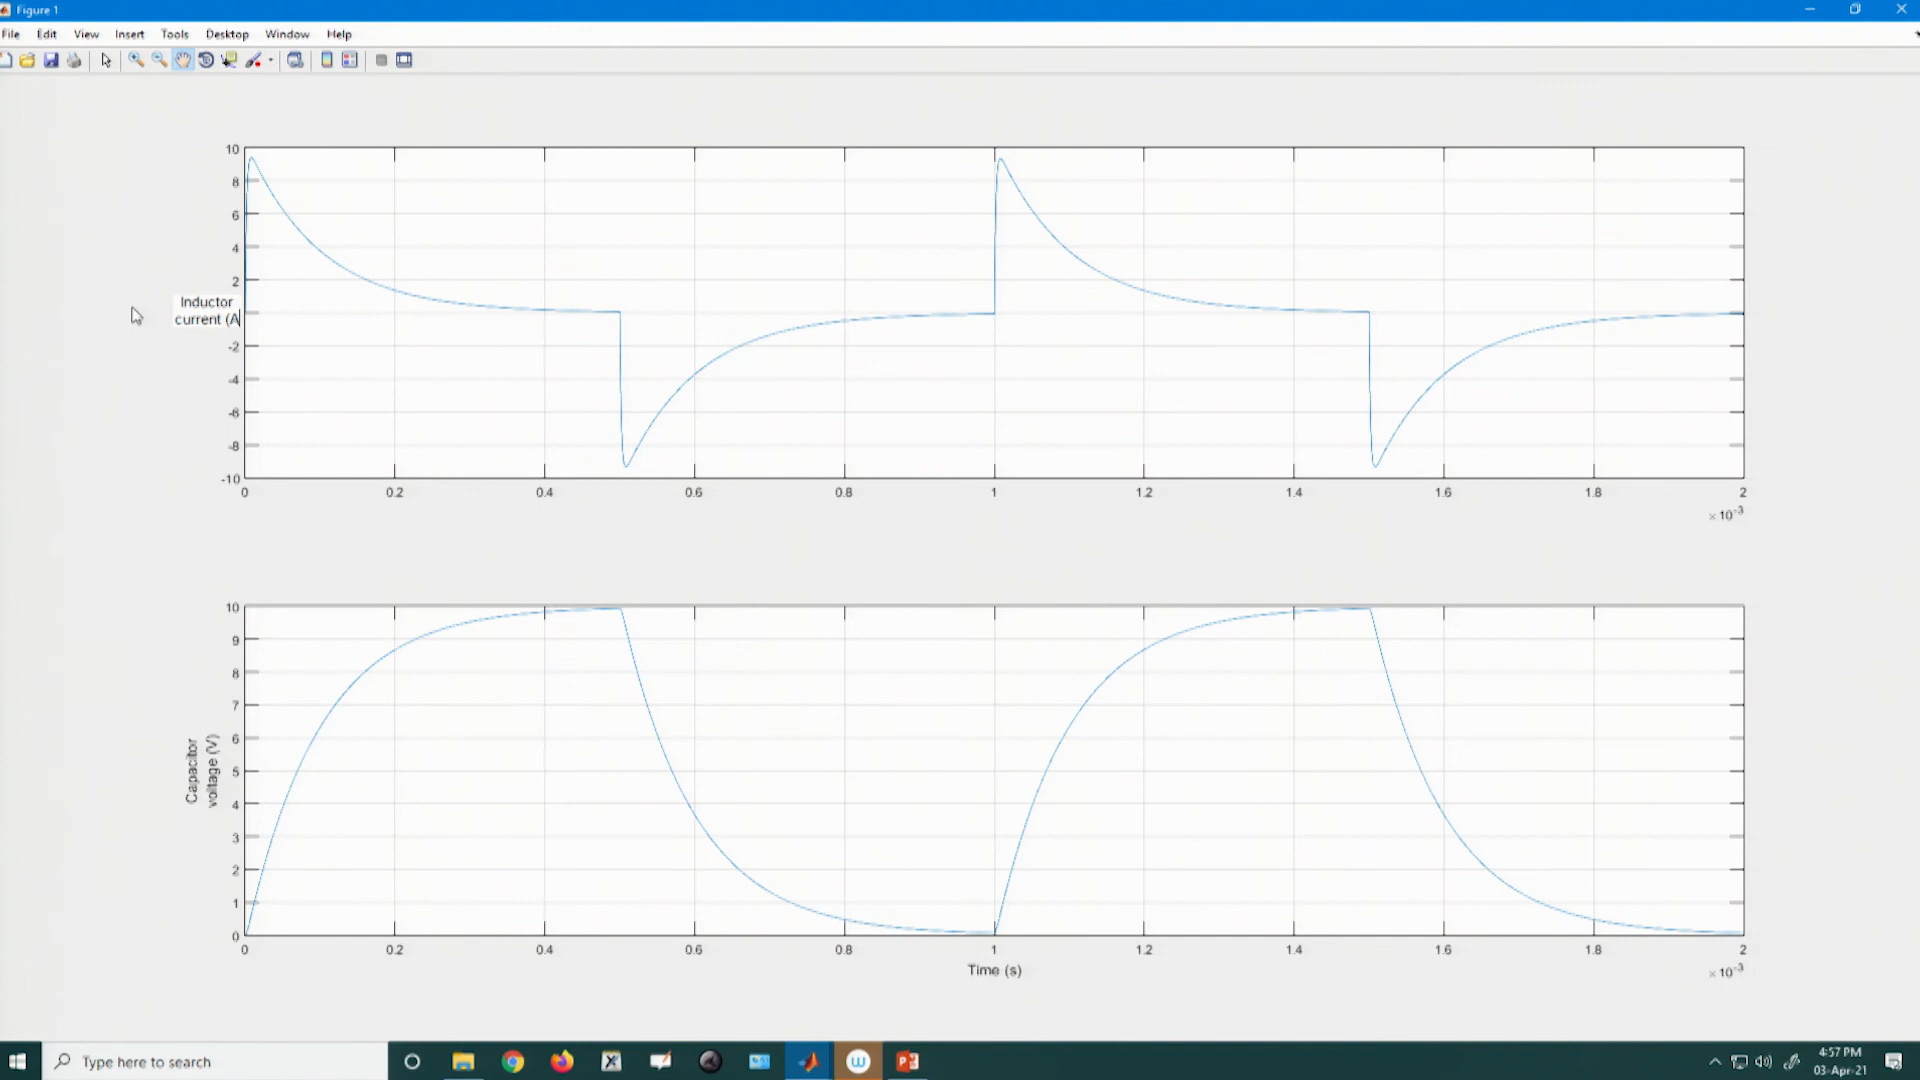 Figure 1
File Edit View Insert Tools Desktop Window Help
10
8
6
4
2
-2
-4
-6
-8
-10
Inductor
current (A
0 0.2 0.4 0.6 0.8 1 1.2 1.4 1.6 1.8 2
× 10-3
10
9
8
7
6
5
4
3
2
1
0
Capacitor
voltage (V)
0 0.2 0.4 0.6 0.8 1 1.2 1.4 1.6 1.8 2
Time (s)
× 10-3
Type here to search
4:57 PM
03-Apr-21